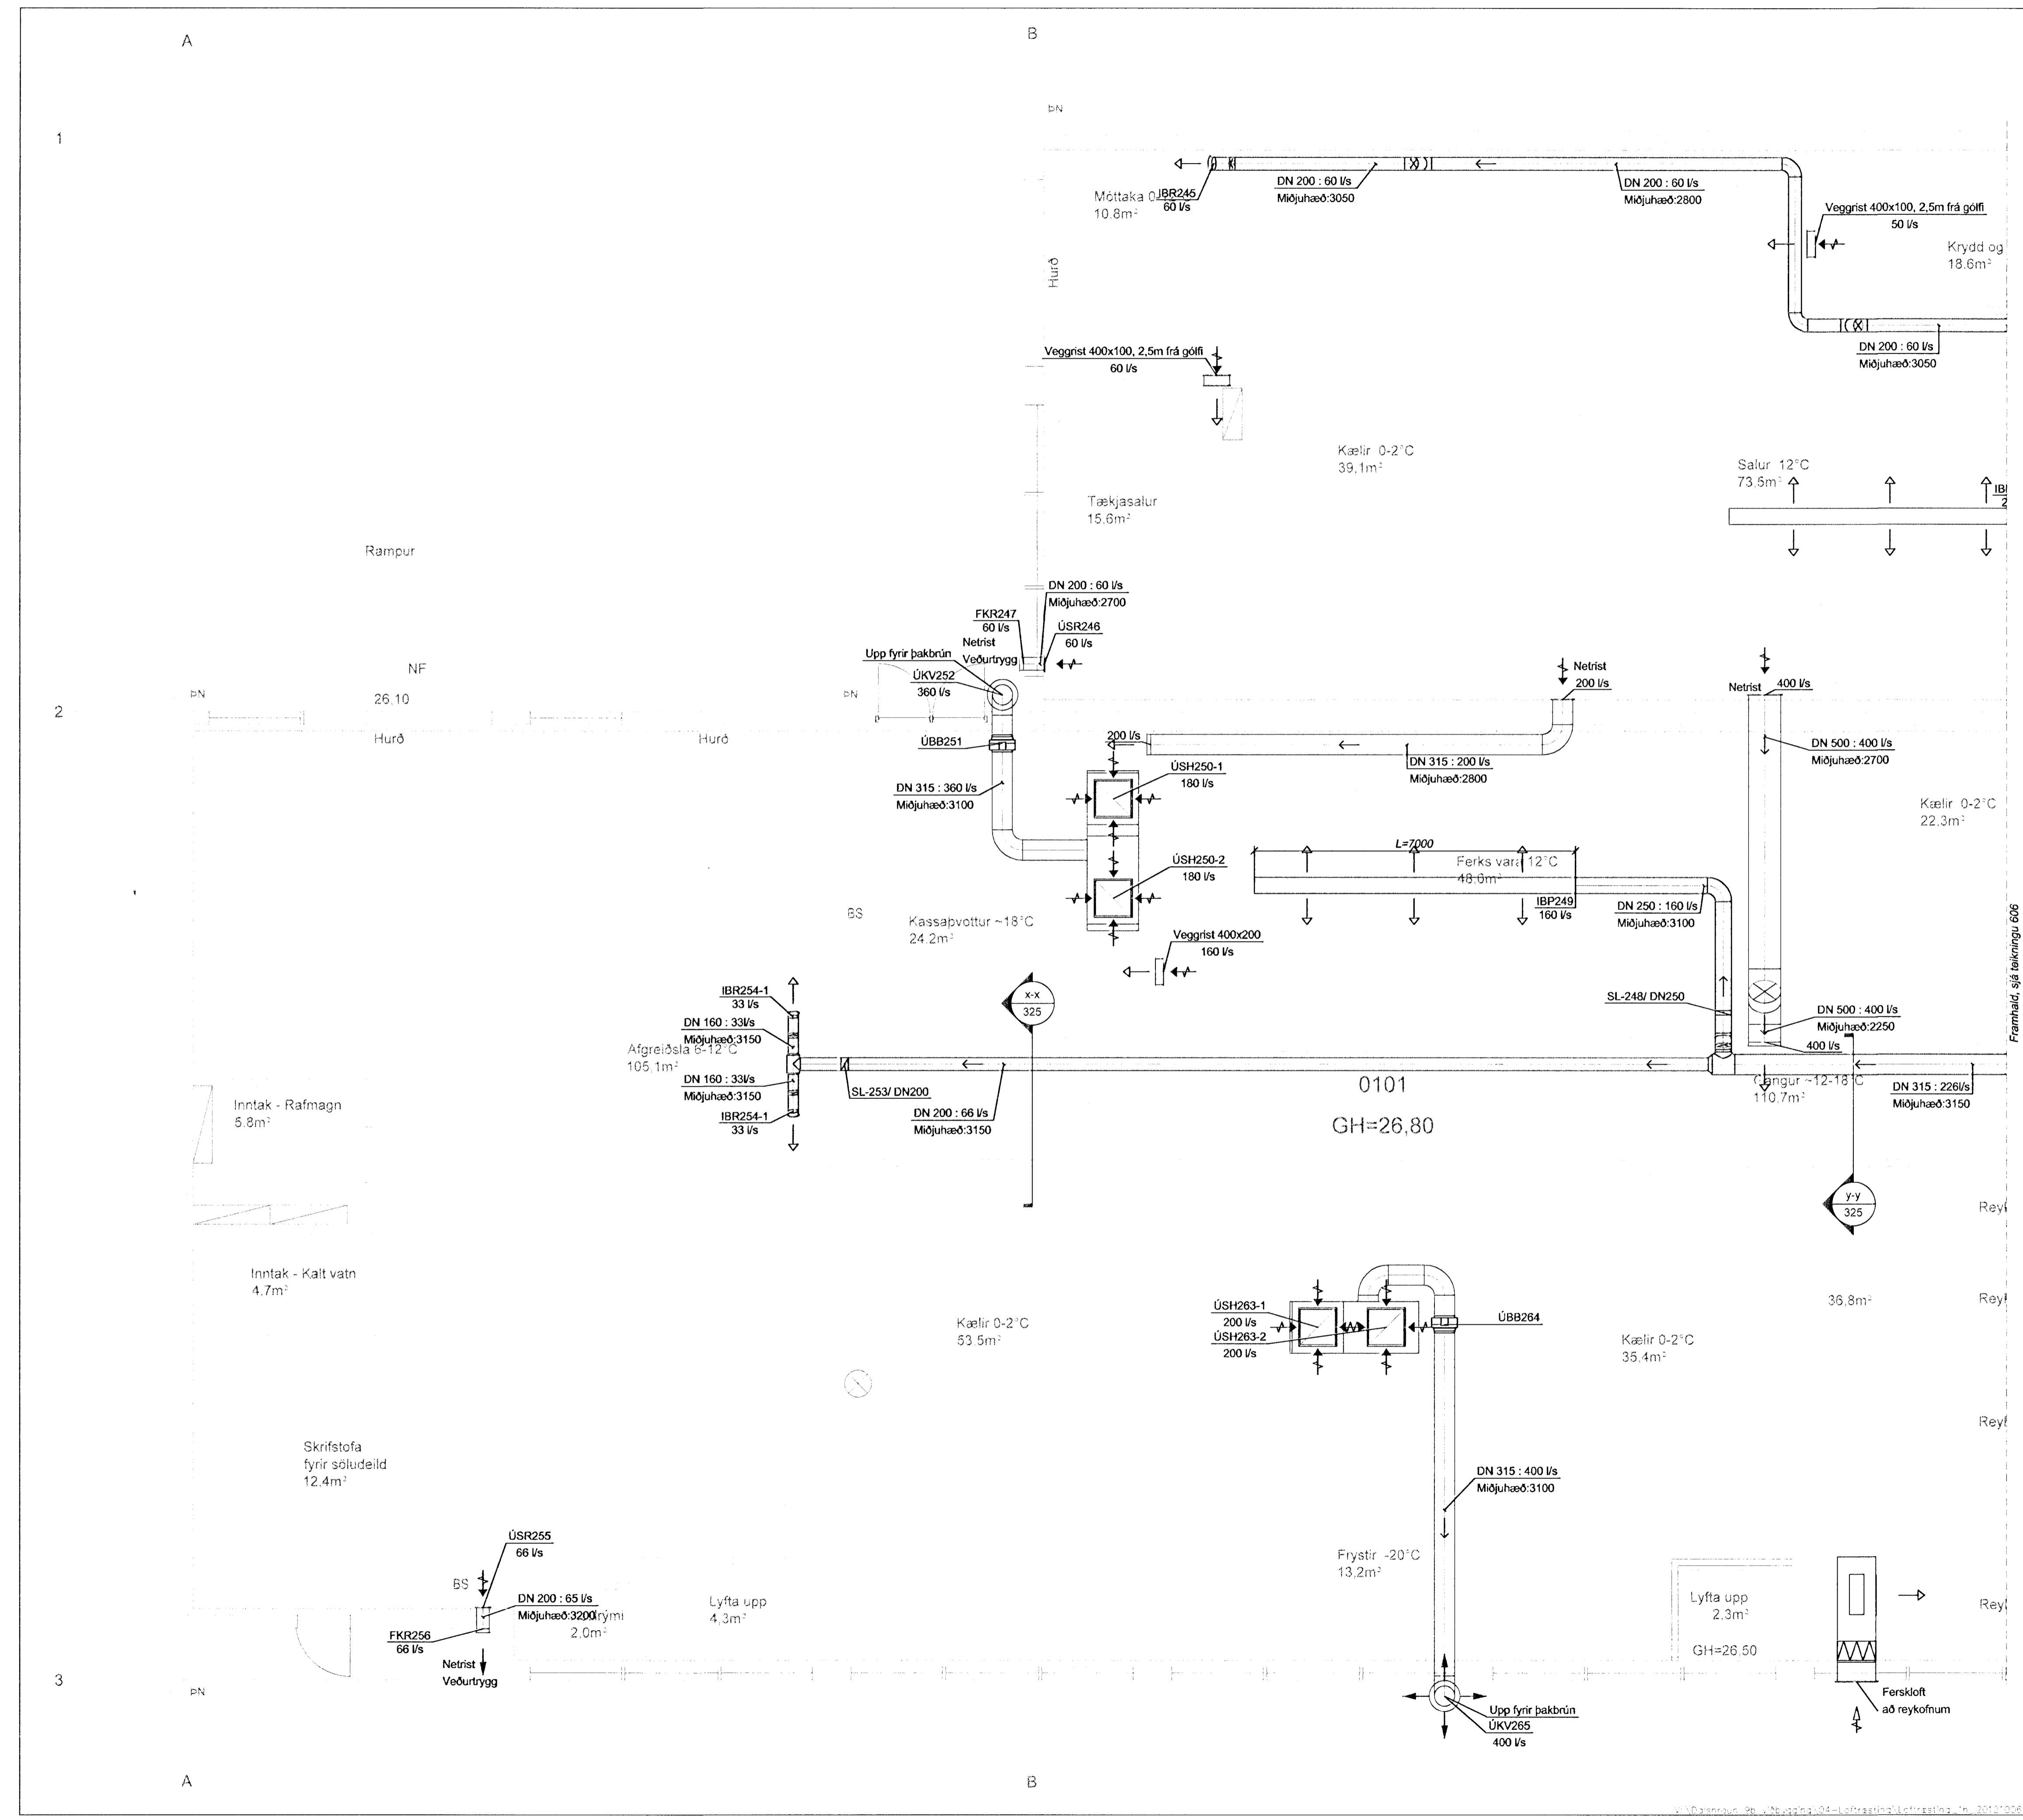 A
B
ÞN
1
Móttaka
10.8m²
IBR245
60 l/s
DN 200 : 60 l/s
Miðjuhæð:3050
DN 200 : 60 l/s
Miðjuhæð:2800
Veggrist 400x100, 2,5m frá gólfi
50 l/s
Krydd og
18.6m²
Hurð
DN 200 : 60 l/s
Miðjuhæð:3050
Veggrist 400x100, 2,5m frá gólfi
60 l/s
Kælir 0-2°C
39,1m²
Salur 12°C
73,5m²
Tækjasalur
15.6m²
Rampur
DN 200 : 60 l/s
Miðjuhæð:2700
FKR247
60 l/s
ÚSR246
60 l/s
Netrist
Veðurtrygg
Upp fyrir þakbrún
ÚKV252
360 l/s
NF
26,10
ÞN
ÞN
2
Hurð
Hurð
Netrist
200 l/s
Netrist
400 l/s
ÚBB251
200 l/s
DN 315 : 200 l/s
Miðjuhæð:2800
DN 500 : 400 l/s
Miðjuhæð:2700
ÚSH250-1
180 l/s
DN 315 : 360 l/s
Miðjuhæð:3100
Kælir 0-2°C
22.3m²
L=7000
Ferks vara 12°C
48.6m²
ÚSH250-2
180 l/s
IBP249
160 l/s
DN 250 : 160 l/s
Miðjuhæð:3100
BS
Kassaþvottur ~18°C
24.2m²
Veggrist 400x200
160 l/s
Framhald, sjá teikningu 606
IBR254-1
33 l/s
x-x
325
SL-248/ DN250
DN 500 : 400 l/s
Miðjuhæð:2250
400 l/s
DN 160 : 33l/s
Miðjuhæð:3150
Afgreiðsla 6-12°C
105,1m²
DN 160 : 33l/s
Miðjuhæð:3150
IBR254-1
33 l/s
SL-253/ DN200
DN 200 : 66 l/s
Miðjuhæð:3150
0101
GH=26,80
Gangur ~12-18°C
110,7m²
DN 315 : 226l/s
Miðjuhæð:3150
Inntak - Rafmagn
5.8m²
y-y
325
Inntak - Kalt vatn
4.7m²
Kælir 0-2°C
53.5m²
ÚSH263-1
200 l/s
ÚSH263-2
200 l/s
ÚBB264
36,8m²
Kælir 0-2°C
35,4m²
Skrifstofa
fyrir söludeild
12,4m²
DN 315 : 400 l/s
Miðjuhæð:3100
ÚSR255
66 l/s
BS
DN 200 : 65 l/s
Miðjuhæð:3200
2.0m²
FKR256
66 l/s
Netrist
Veðurtrygg
Lyfta upp
4,3m²
Frystir -20°C
13,2m²
Lyfta upp
2.3m²
GH=26,50
3
ÞN
Ferskloft
að reykofnum
Upp fyrir þakbrún
ÚKV265
400 l/s
A
B